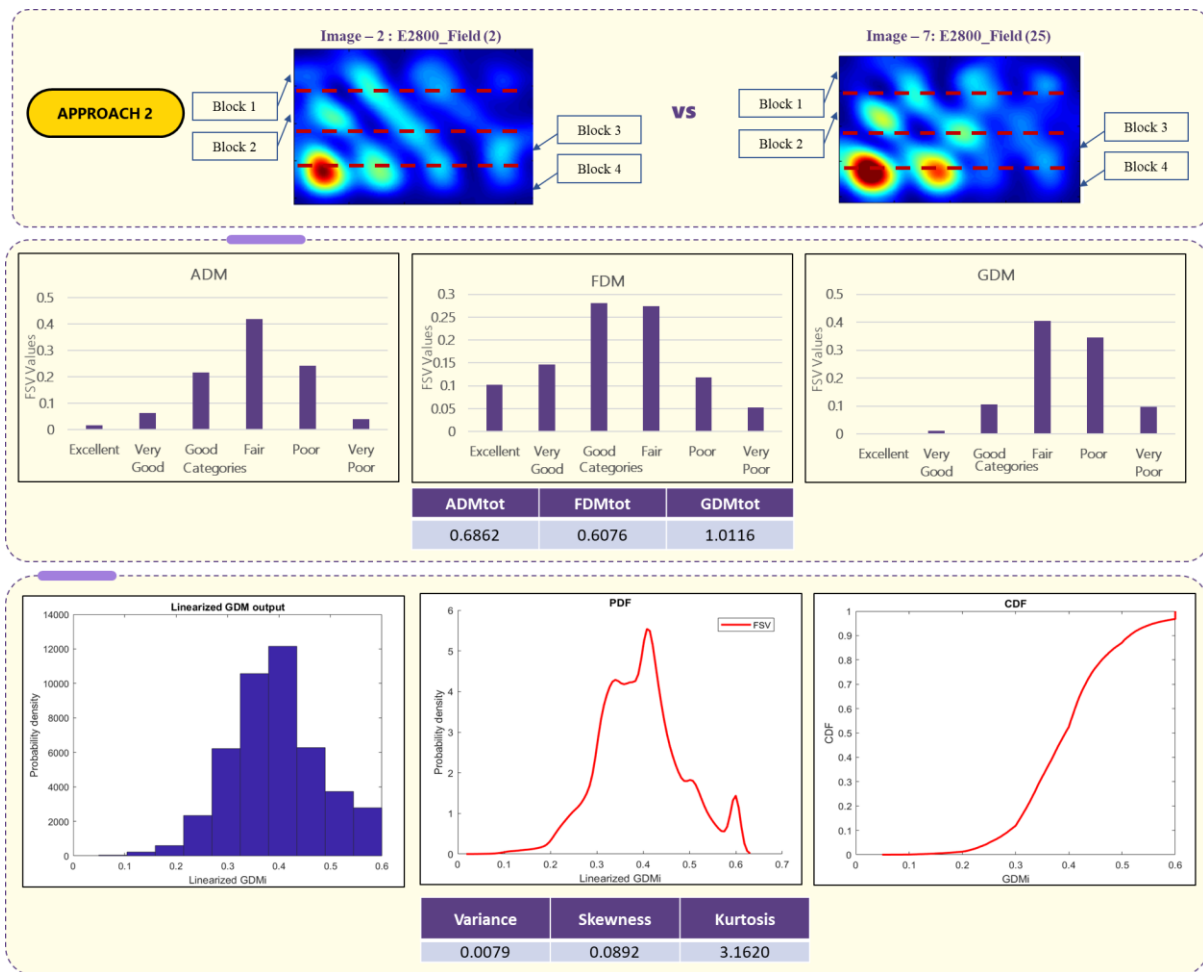 Image – 2 : E2800_Field (2)
Image – 7: E2800_Field (25)
APPROACH 2
Block 1
Block 2
Block 3
Block 4
vs
Block 1
Block 2
Block 3
Block 4
ADM
FSV Values
0.5
0.4
0.3
0.2
0.1
0
Excellent
Very Good
Good
Fair
Poor
Very Poor
Categories
FDM
FSV Values
0.3
0.25
0.2
0.15
0.1
0.05
0
Excellent
Very Good
Good
Fair
Poor
Very Poor
Categories
GDM
FSV Values
0.5
0.4
0.3
0.2
0.1
0
Excellent
Very Good
Good
Fair
Poor
Very Poor
Categories
ADMtot FDMtot GDMtot
0.6862 0.6076 1.0116
Linearized GDM output
Probability density
14000
12000
10000
8000
6000
4000
2000
0
0 0.1 0.2 0.3 0.4 0.5 0.6
Linearized GDMi
PDF
FSV
Probability density
6
5
4
3
2
1
0
0 0.1 0.2 0.3 0.4 0.5 0.6 0.7
Linearized GDMi
CDF
CDF
1
0.9
0.8
0.7
0.6
0.5
0.4
0.3
0.2
0.1
0
0 0.1 0.2 0.3 0.4 0.5 0.6
GDMi
Variance Skewness Kurtosis
0.0079 0.0892 3.1620